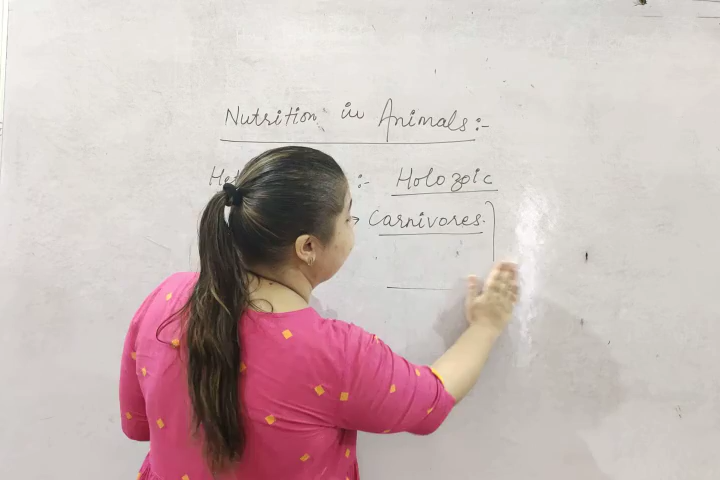 Nutrition in Animals:-
:- Holozoic
→ Carnivores.